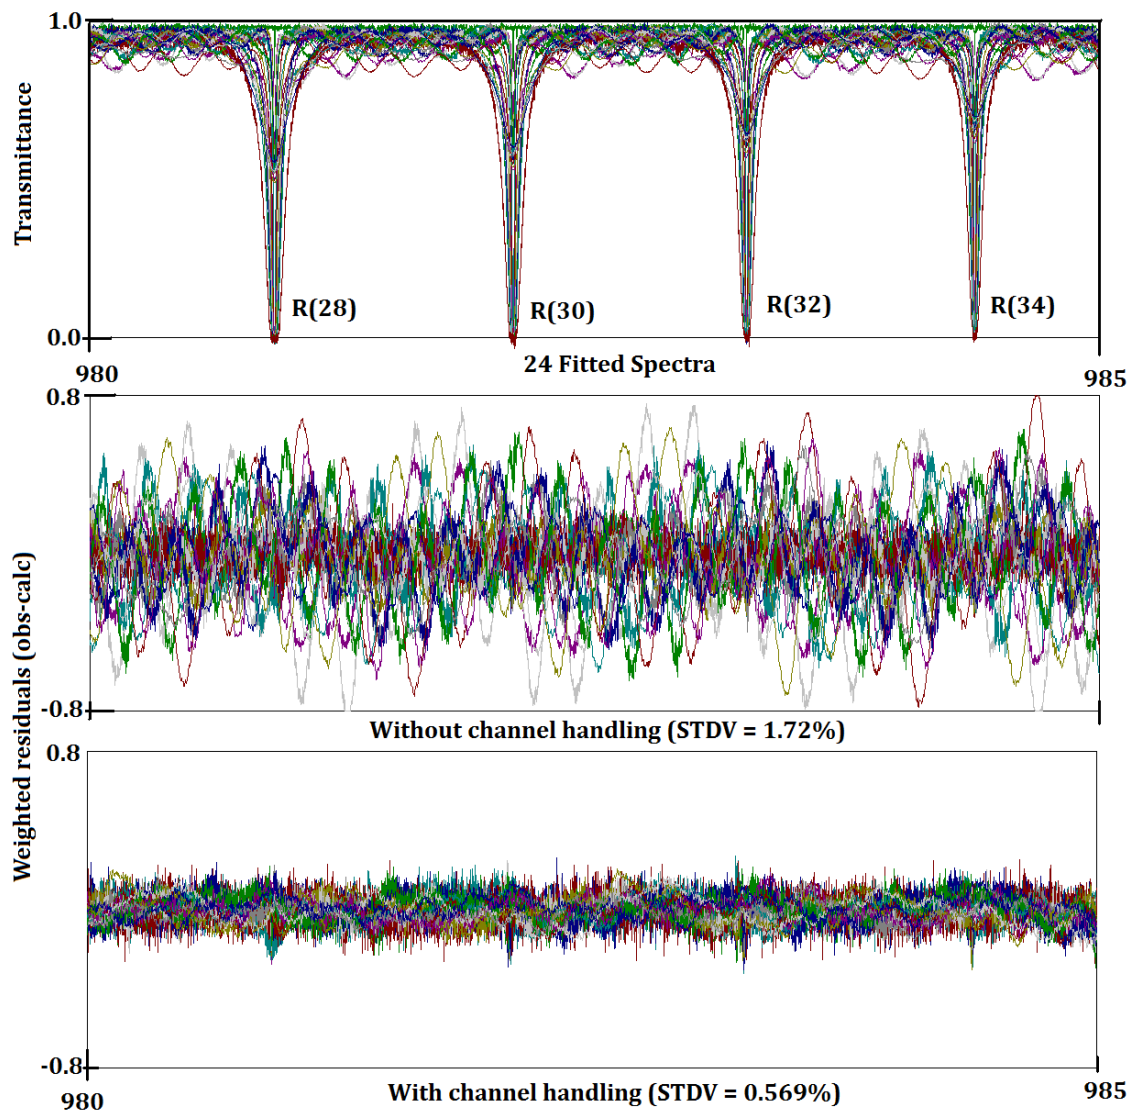 1.0
Transmittance
R(28)
R(30)
R(32)
R(34)
0.0
24 Fitted Spectra
980
985
0.8
Weighted residuals (obs-calc)
-0.8
Without channel handling (STDV = 1.72%)
0.8
-0.8
With channel handling (STDV = 0.569%)
980
985